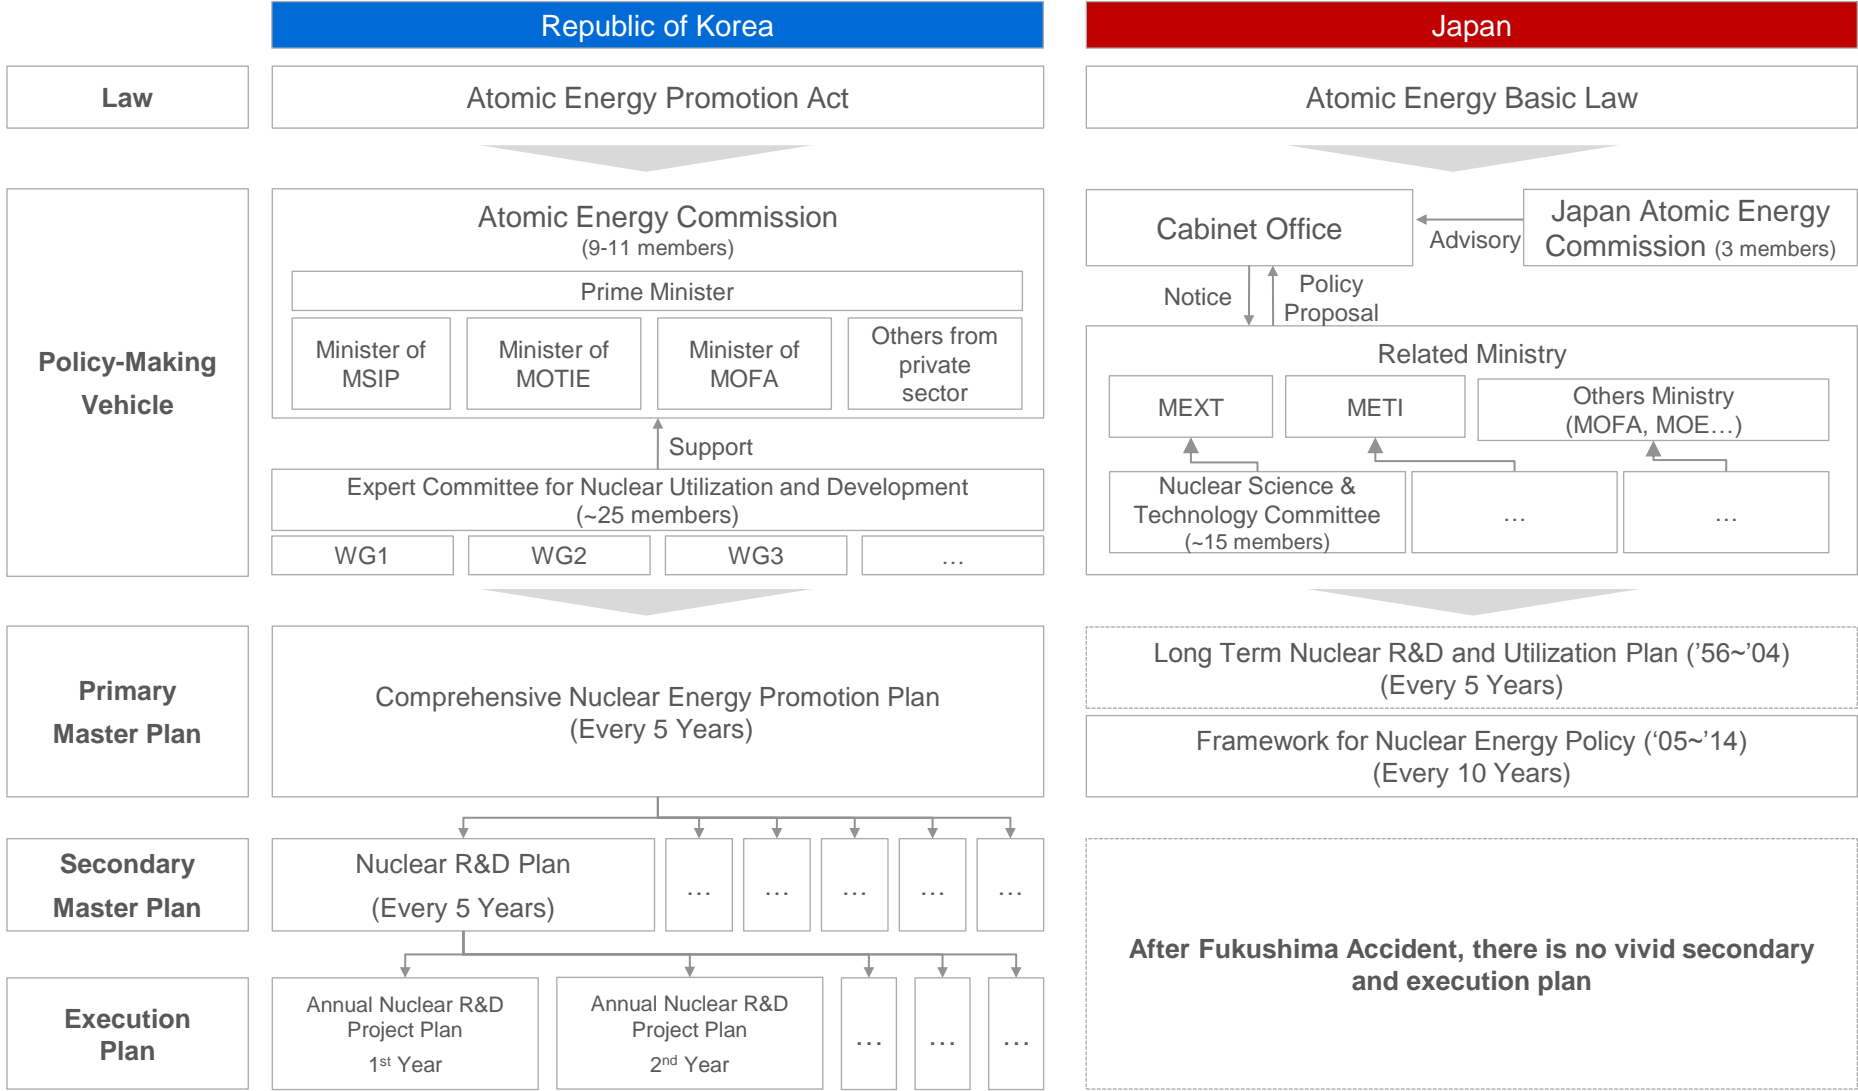 Republic of Korea
Japan
Law
Atomic Energy Promotion Act
Atomic Energy Basic Law
Policy-Making
Vehicle
Atomic Energy Commission
(9-11 members)
Prime Minister
Minister of
MSIP
Minister of
MOTIE
Minister of
MOFA
Others from
private
sector
Support
Expert Committee for Nuclear Utilization and Development
(~25 members)
WG1
WG2
WG3
…
Cabinet Office
Advisory
Japan Atomic Energy
Commission (3 members)
Notice
Policy
Proposal
Related Ministry
MEXT
METI
Others Ministry
(MOFA, MOE…)
Nuclear Science &
Technology Committee
(~15 members)
…
…
Primary
Master Plan
Comprehensive Nuclear Energy Promotion Plan
(Every 5 Years)
Long Term Nuclear R&D and Utilization Plan (’56~’04)
(Every 5 Years)
Framework for Nuclear Energy Policy (‘05~’14)
(Every 10 Years)
Secondary
Master Plan
Nuclear R&D Plan
(Every 5 Years)
…
…
…
…
…
Execution
Plan
Annual Nuclear R&D
Project Plan
1st Year
Annual Nuclear R&D
Project Plan
2nd Year
…
…
…
After Fukushima Accident, there is no vivid secondary
and execution plan